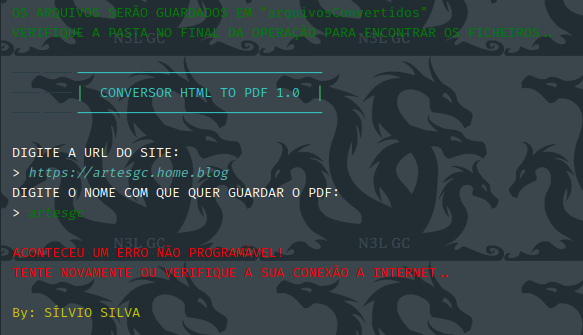 OS ARQUIVOS SERÃO GUARDADOS EM "arquivosConvertidos"
VERIFIQUE A PASTA NO FINAL DA OPERAÇÃO PARA ENCONTRAR OS FICHEIROS..
N3L GC N3L GC
| CONVERSOR HTML TO PDF 1.0 |
DIGITE A URL DO SITE:
> https://artesgc.home.blog
DIGITE O NOME COM QUE QUER GUARDAR O PDF:
> artesgc
N3L GC N3L GC
ACONTECEU UM ERRO NÃO PROGRAMAVEL!
TENTE NOVAMENTE OU VERIFIQUE A SUA CONEXÃO A INTERNET..
By: SÍLVIO SILVA